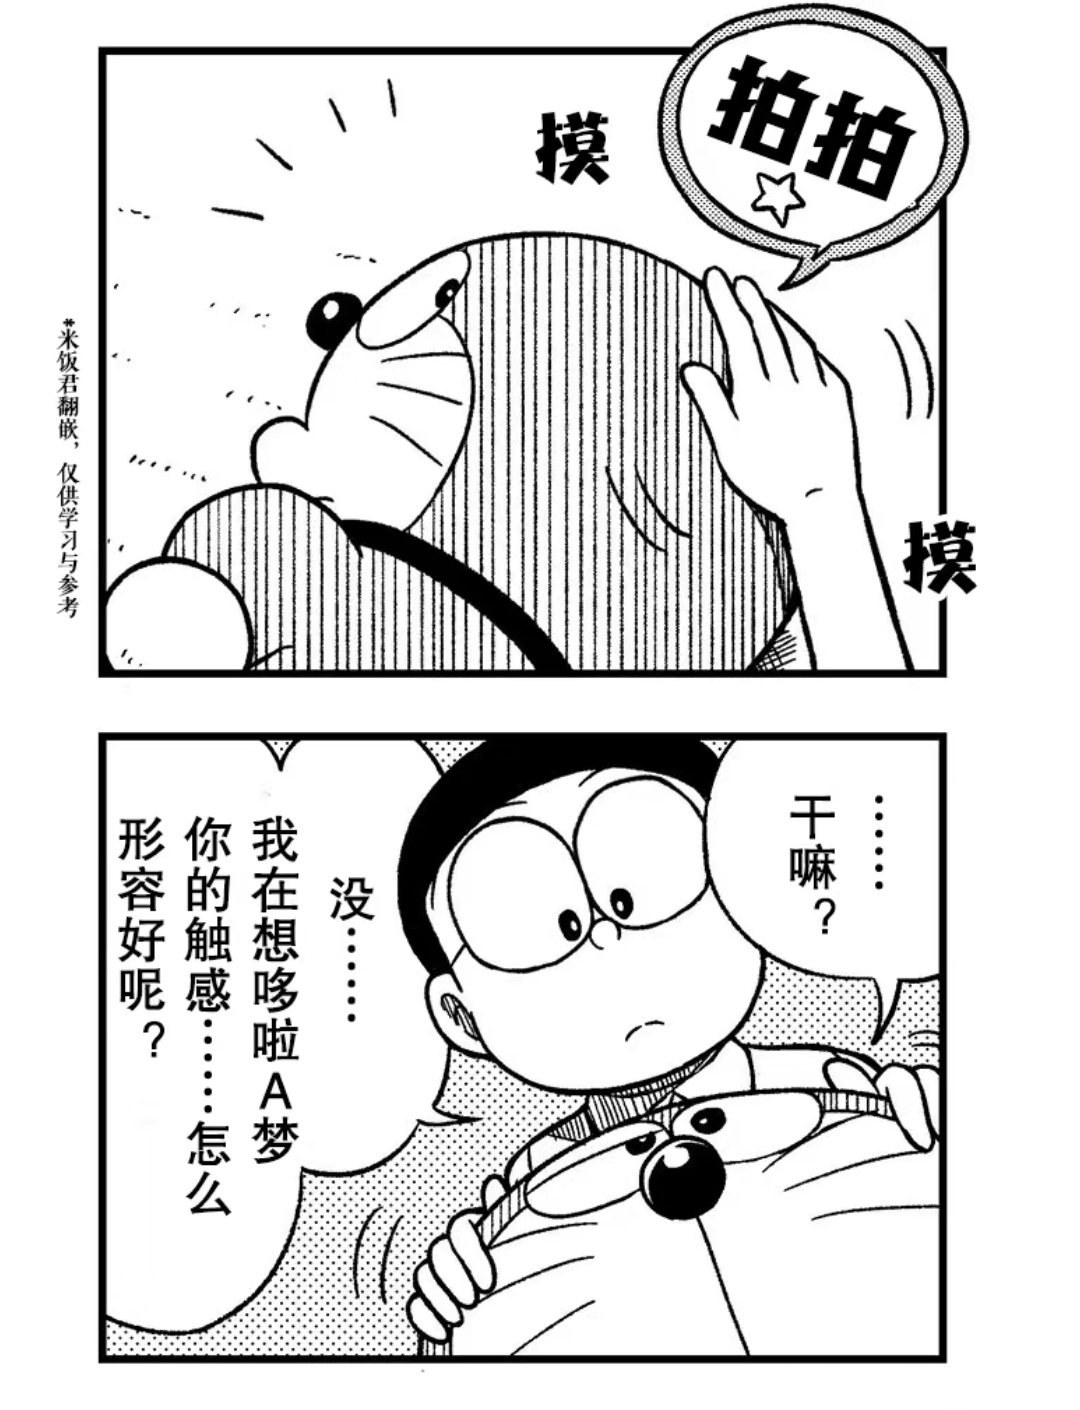 拍拍
摸
摸
*米饭君翻嵌，仅供学习与参考
……
干嘛？
没……
我在想哆啦A梦
你的触感……怎么
形容好呢？